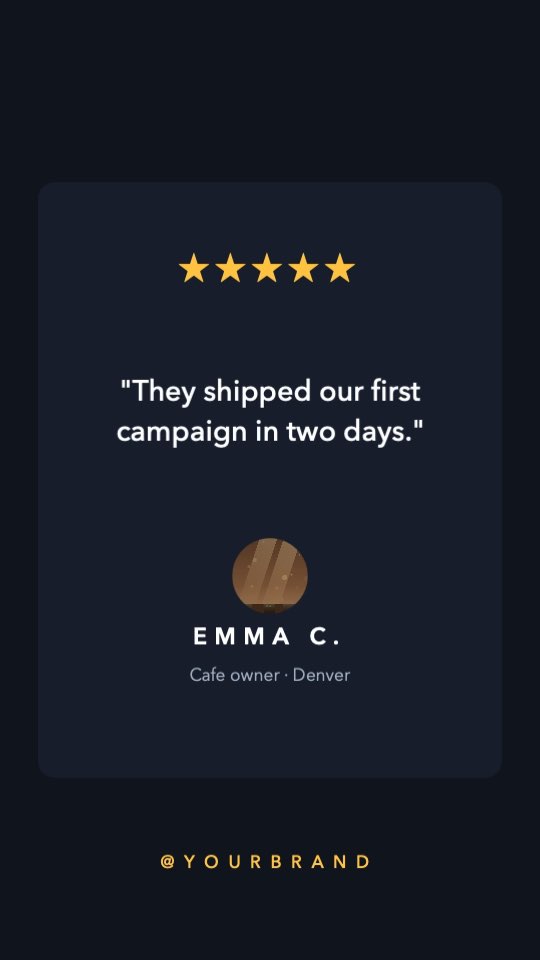 ★★★★★
"They shipped our first
campaign in two days."
EMMA C.
Cafe owner · Denver
@YOURBRAND